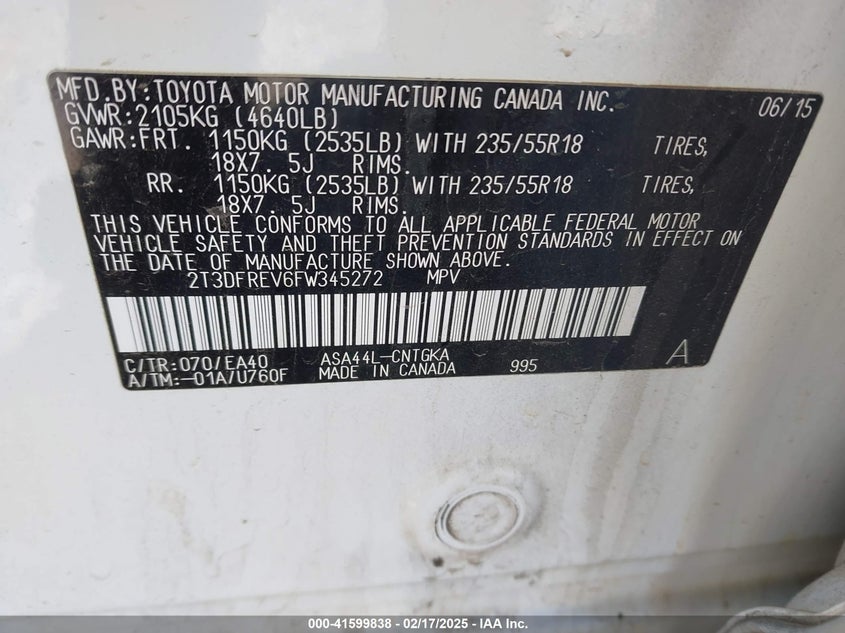 MFD.BY:TOYOTA MOTOR MANUFACTURING CANADA INC. 06/15
GVWR:2105KG (4640LB)
GAWR:FRT. 1150KG (2535LB) WITH 235/55R18 TIRES,
18X7. 5J RIMS.
RR. 1150KG (2535LB) WITH 235/55R18 TIRES,
18X7. 5J RIMS.
THIS VEHICLE CONFORMS TO ALL APPLICABLE FEDERAL MOTOR
VEHICLE SAFETY AND THEFT PREVENTION STANDARDS IN EFFECT ON
THE DATE OF MANUFACTURE SHOWN ABOVE.
2T3DFREV6FW345272 MPV
C/TR:070/EA40 ASA44L-CNTGKA A
A/TM:-01A/U760F MADE IN CANADA 995
000-41599838 - 02/17/2025 - IAA Inc.